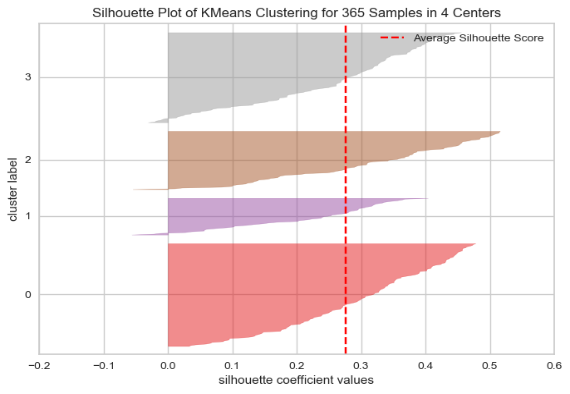 Silhouette Plot of KMeans Clustering for 365 Samples in 4 Centers
Average Silhouette Score
3
2
1
0
cluster label
−0.2 −0.1 0.0 0.1 0.2 0.3 0.4 0.5 0.6
silhouette coefficient values